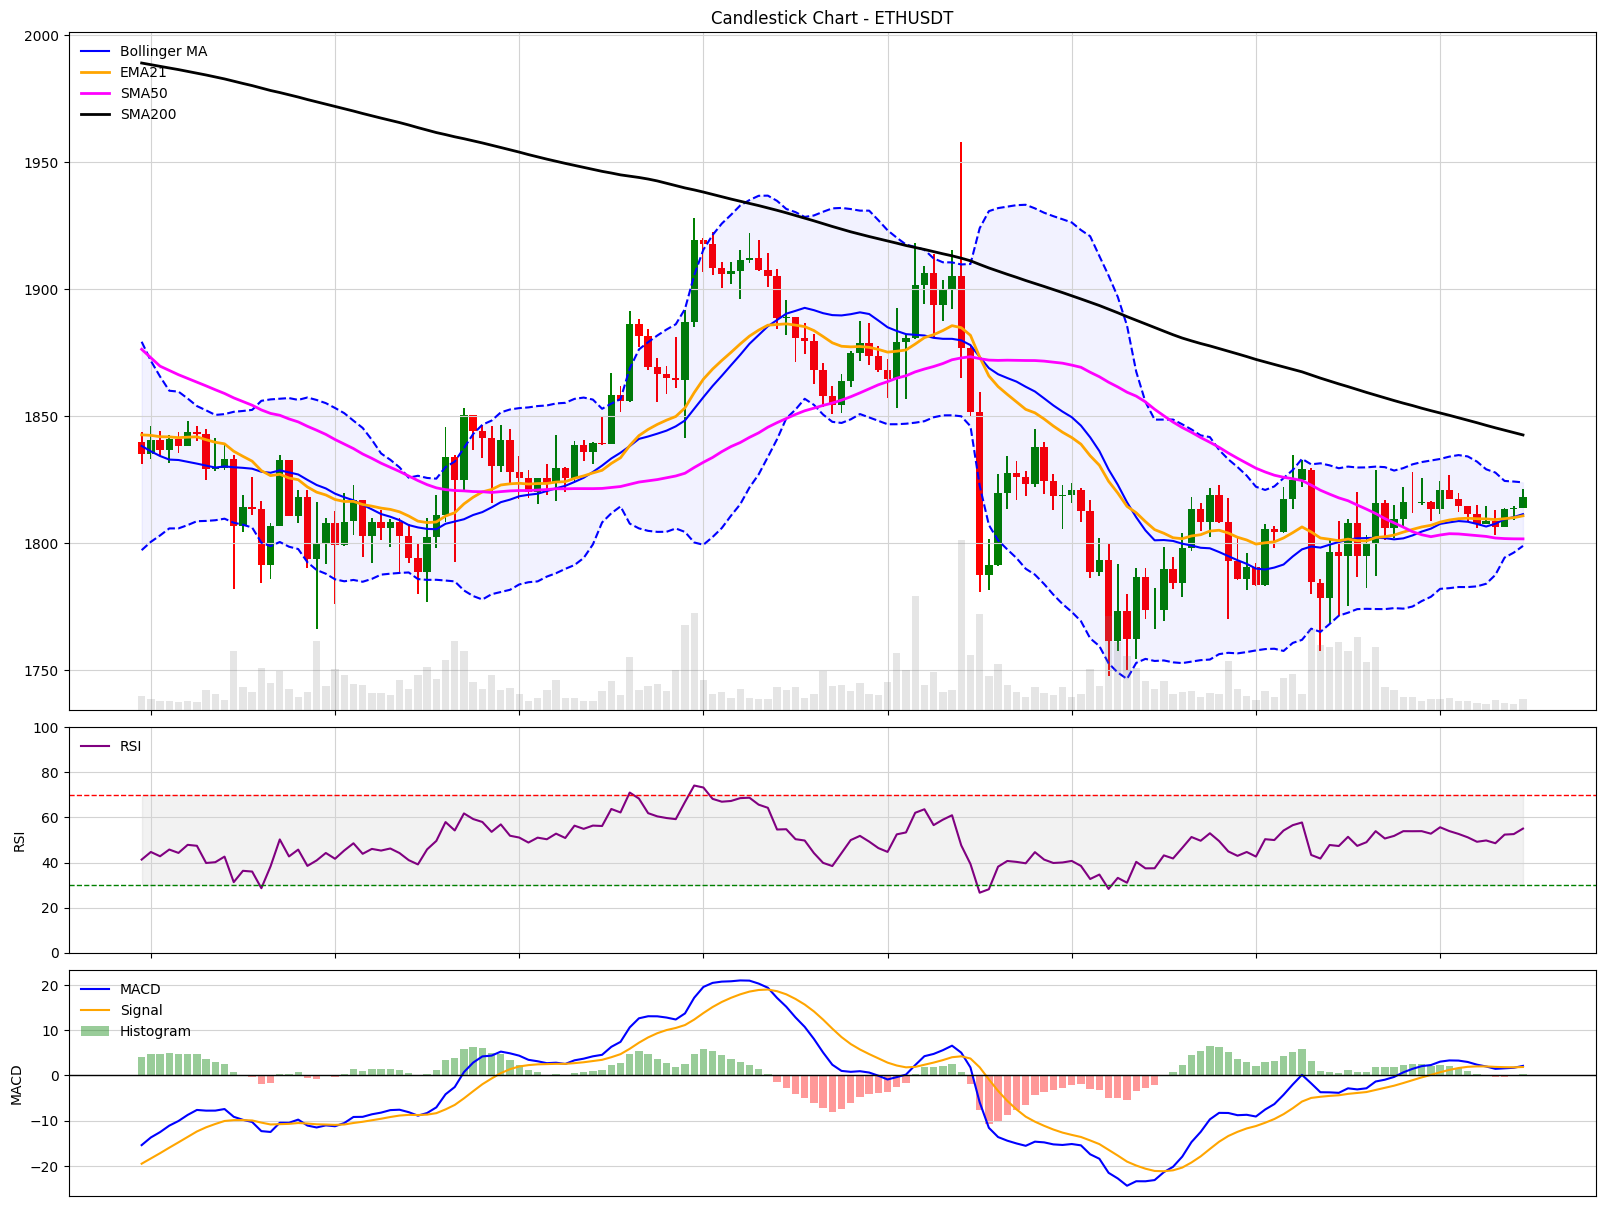 Candlestick Chart - ETHUSDT
2000
1950
1900
1850
1800
1750
Bollinger MA
EMA21
SMA50
SMA200
100
80
60
40
20
0
RSI
RSI
20
10
0
−10
−20
MACD
MACD
Signal
Histogram